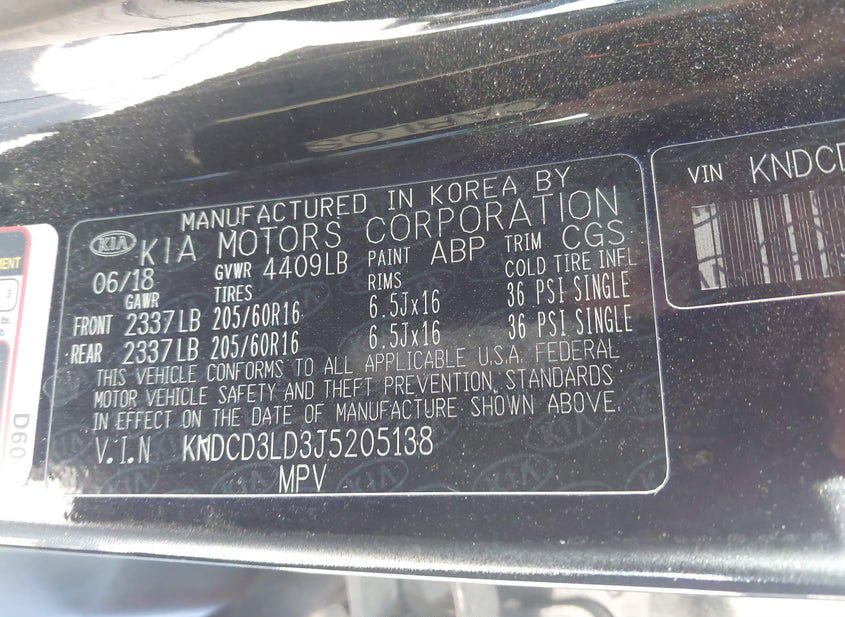 MANUFACTURED IN KOREA BY
KIA KIA MOTORS CORPORATION
06/18 GVWR 4409LB PAINT ABP TRIM CGS
GAWR TIRES RIMS COLD TIRE INFL
FRONT 2337LB 205/60R16 6.5Jx16 36 PSI SINGLE
REAR 2337LB 205/60R16 6.5Jx16 36 PSI SINGLE
THIS VEHICLE CONFORMS TO ALL APPLICABLE U.S.A. FEDERAL
MOTOR VEHICLE SAFETY AND THEFT PREVENTION, STANDARDS
IN EFFECT ON THE DATE OF MANUFACTURE SHOWN ABOVE.
V.I.N KNDCD3LD3J5205138
MPV
VIN KNDCD
D60